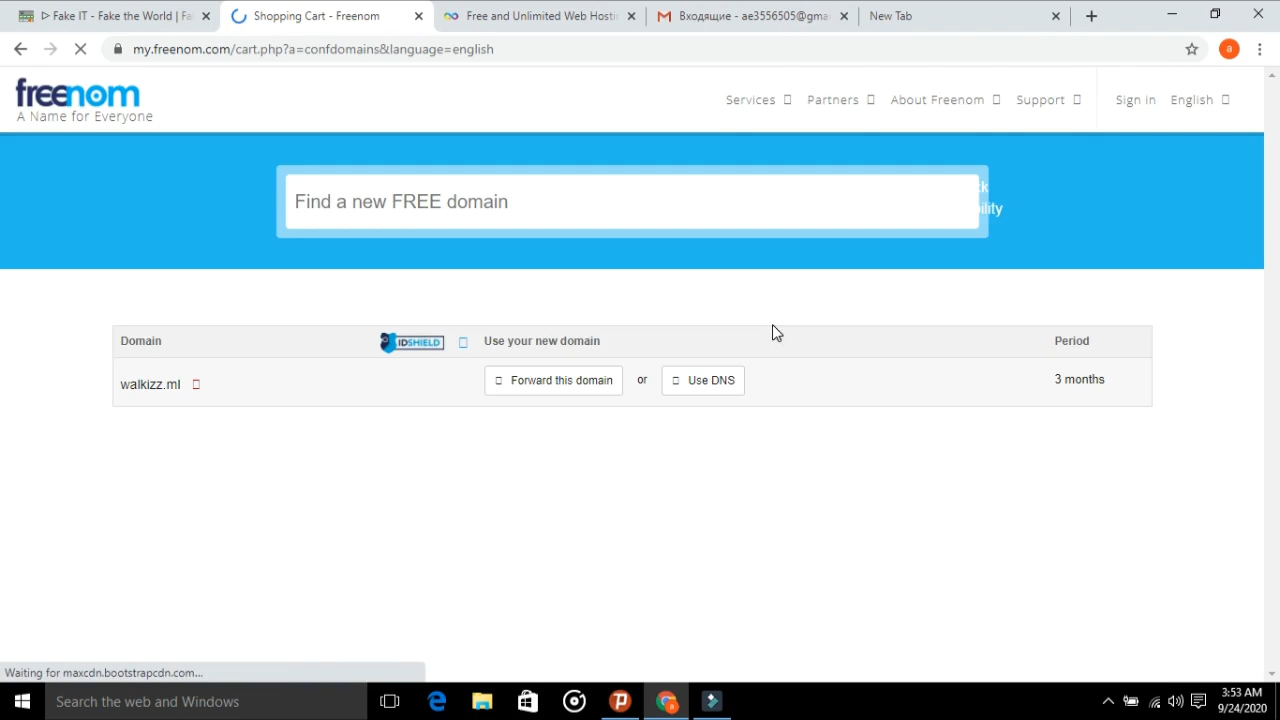 ▷ Fake IT - Fake the World | Fa
Shopping Cart - Freenom
Free and Unlimited Web Hosti
Входящие - ae3556505@gma
New Tab
my.freenom.com/cart.php?a=confdomains&language=english
a
freenom
A Name for Everyone
Services
Partners
About Freenom
Support
Sign in
English
Find a new FREE domain
k
ility
Domain
IDSHIELD
Use your new domain
Period
walkizz.ml
Forward this domain
or
Use DNS
3 months
Waiting for maxcdn.bootstrapcdn.com...
Search the web and Windows
3:53 AM
9/24/2020